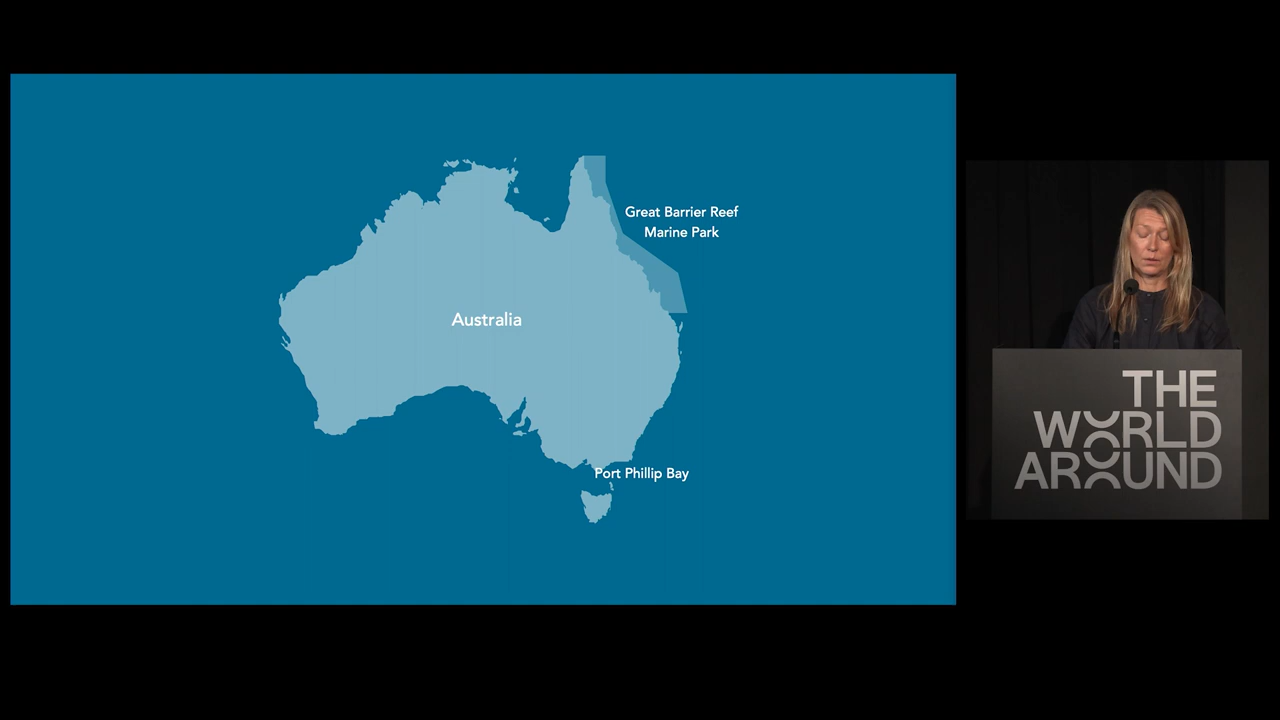 Great Barrier Reef
Marine Park
Australia
Port Phillip Bay
THE
WORLD
AROUND